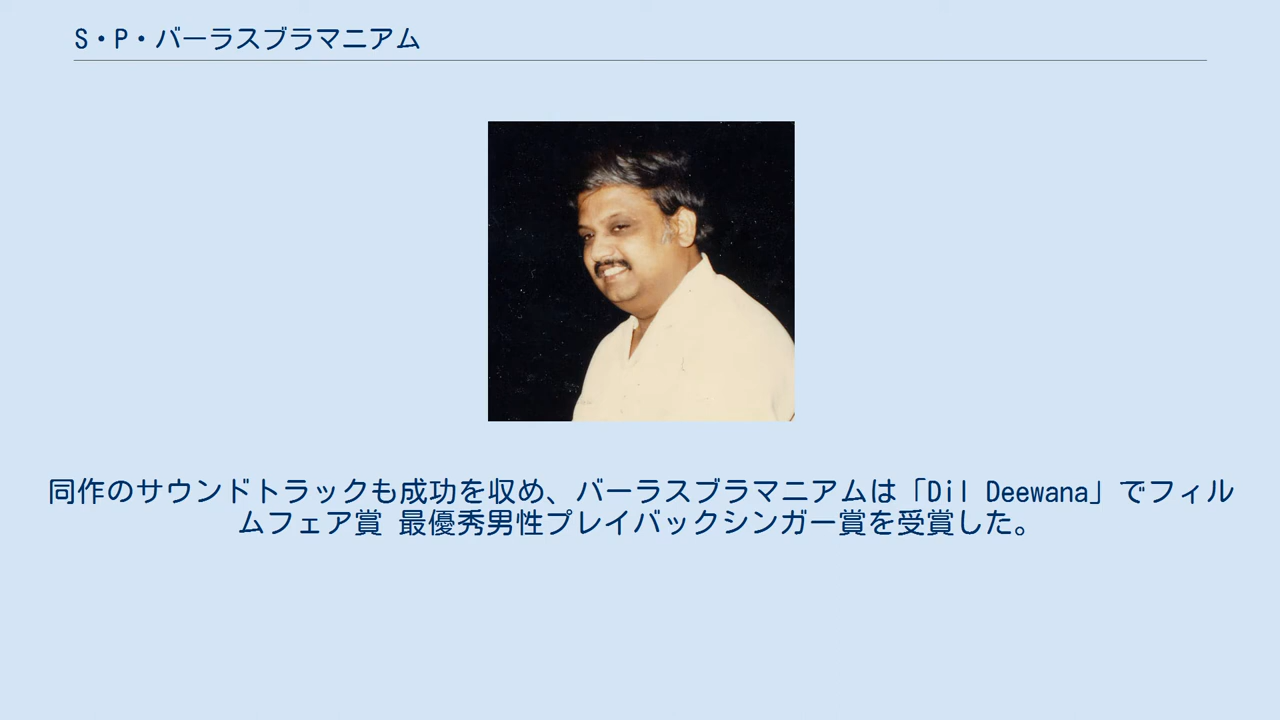 S・P・バーラスブラマニアム
同作のサウンドトラックも成功を収め、バーラスブラマニアムは「Dil Deewana」でフィル
ムフェア賞 最優秀男性プレイバックシンガー賞を受賞した。